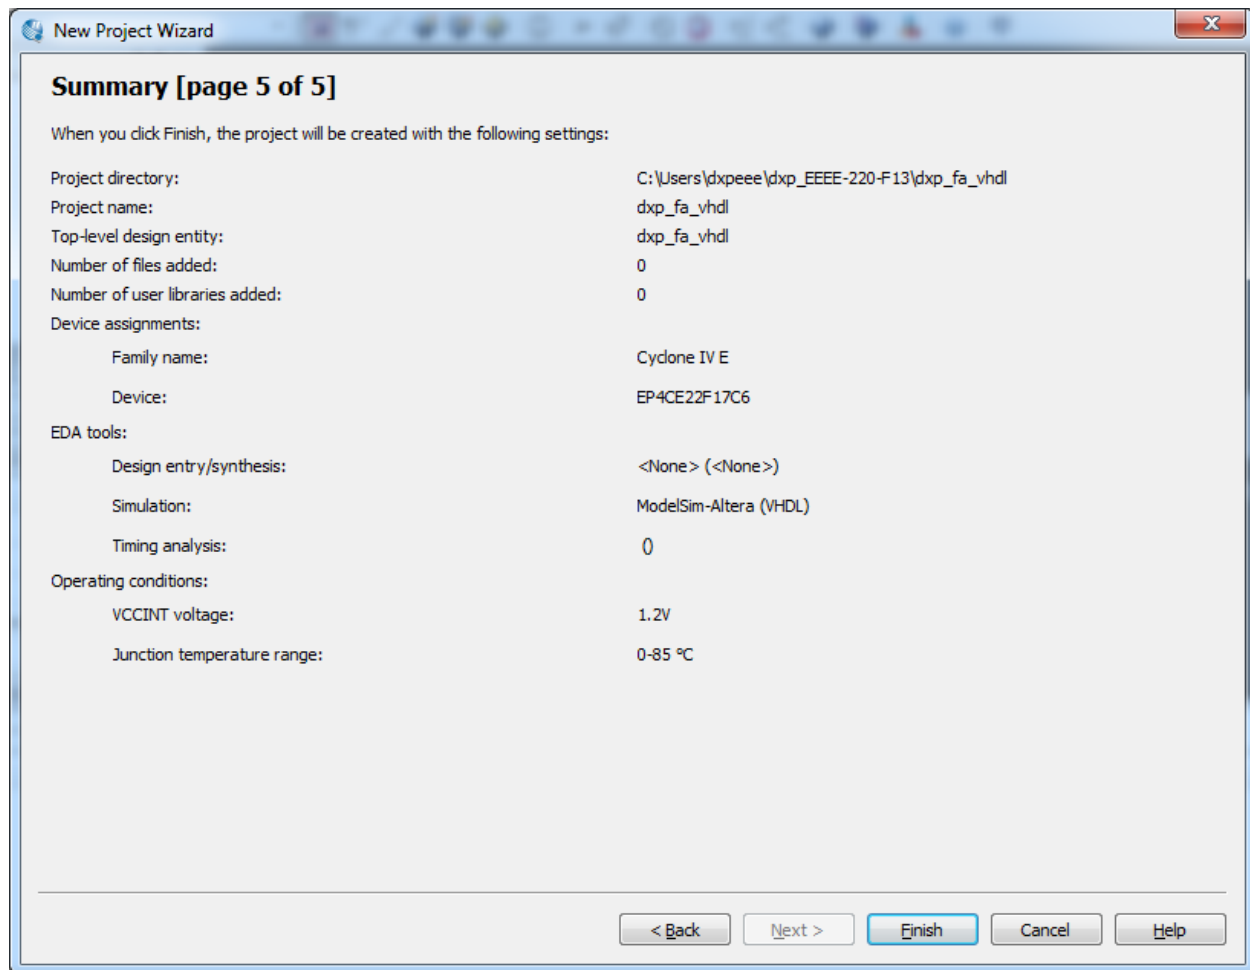 New Project Wizard
Summary [page 5 of 5]
When you click Finish, the project will be created with the following settings:
Project directory: C:\Users\dxpeee\dxp_EEEE-220-F13\dxp_fa_vhdl
Project name: dxp_fa_vhdl
Top-level design entity: dxp_fa_vhdl
Number of files added: 0
Number of user libraries added: 0
Device assignments:
Family name: Cyclone IV E
Device: EP4CE22F17C6
EDA tools:
Design entry/synthesis: <None> (<None>)
Simulation: ModelSim-Altera (VHDL)
Timing analysis: ()
Operating conditions:
VCCINT voltage: 1.2V
Junction temperature range: 0-85 ºC
< Back Next > Finish Cancel Help